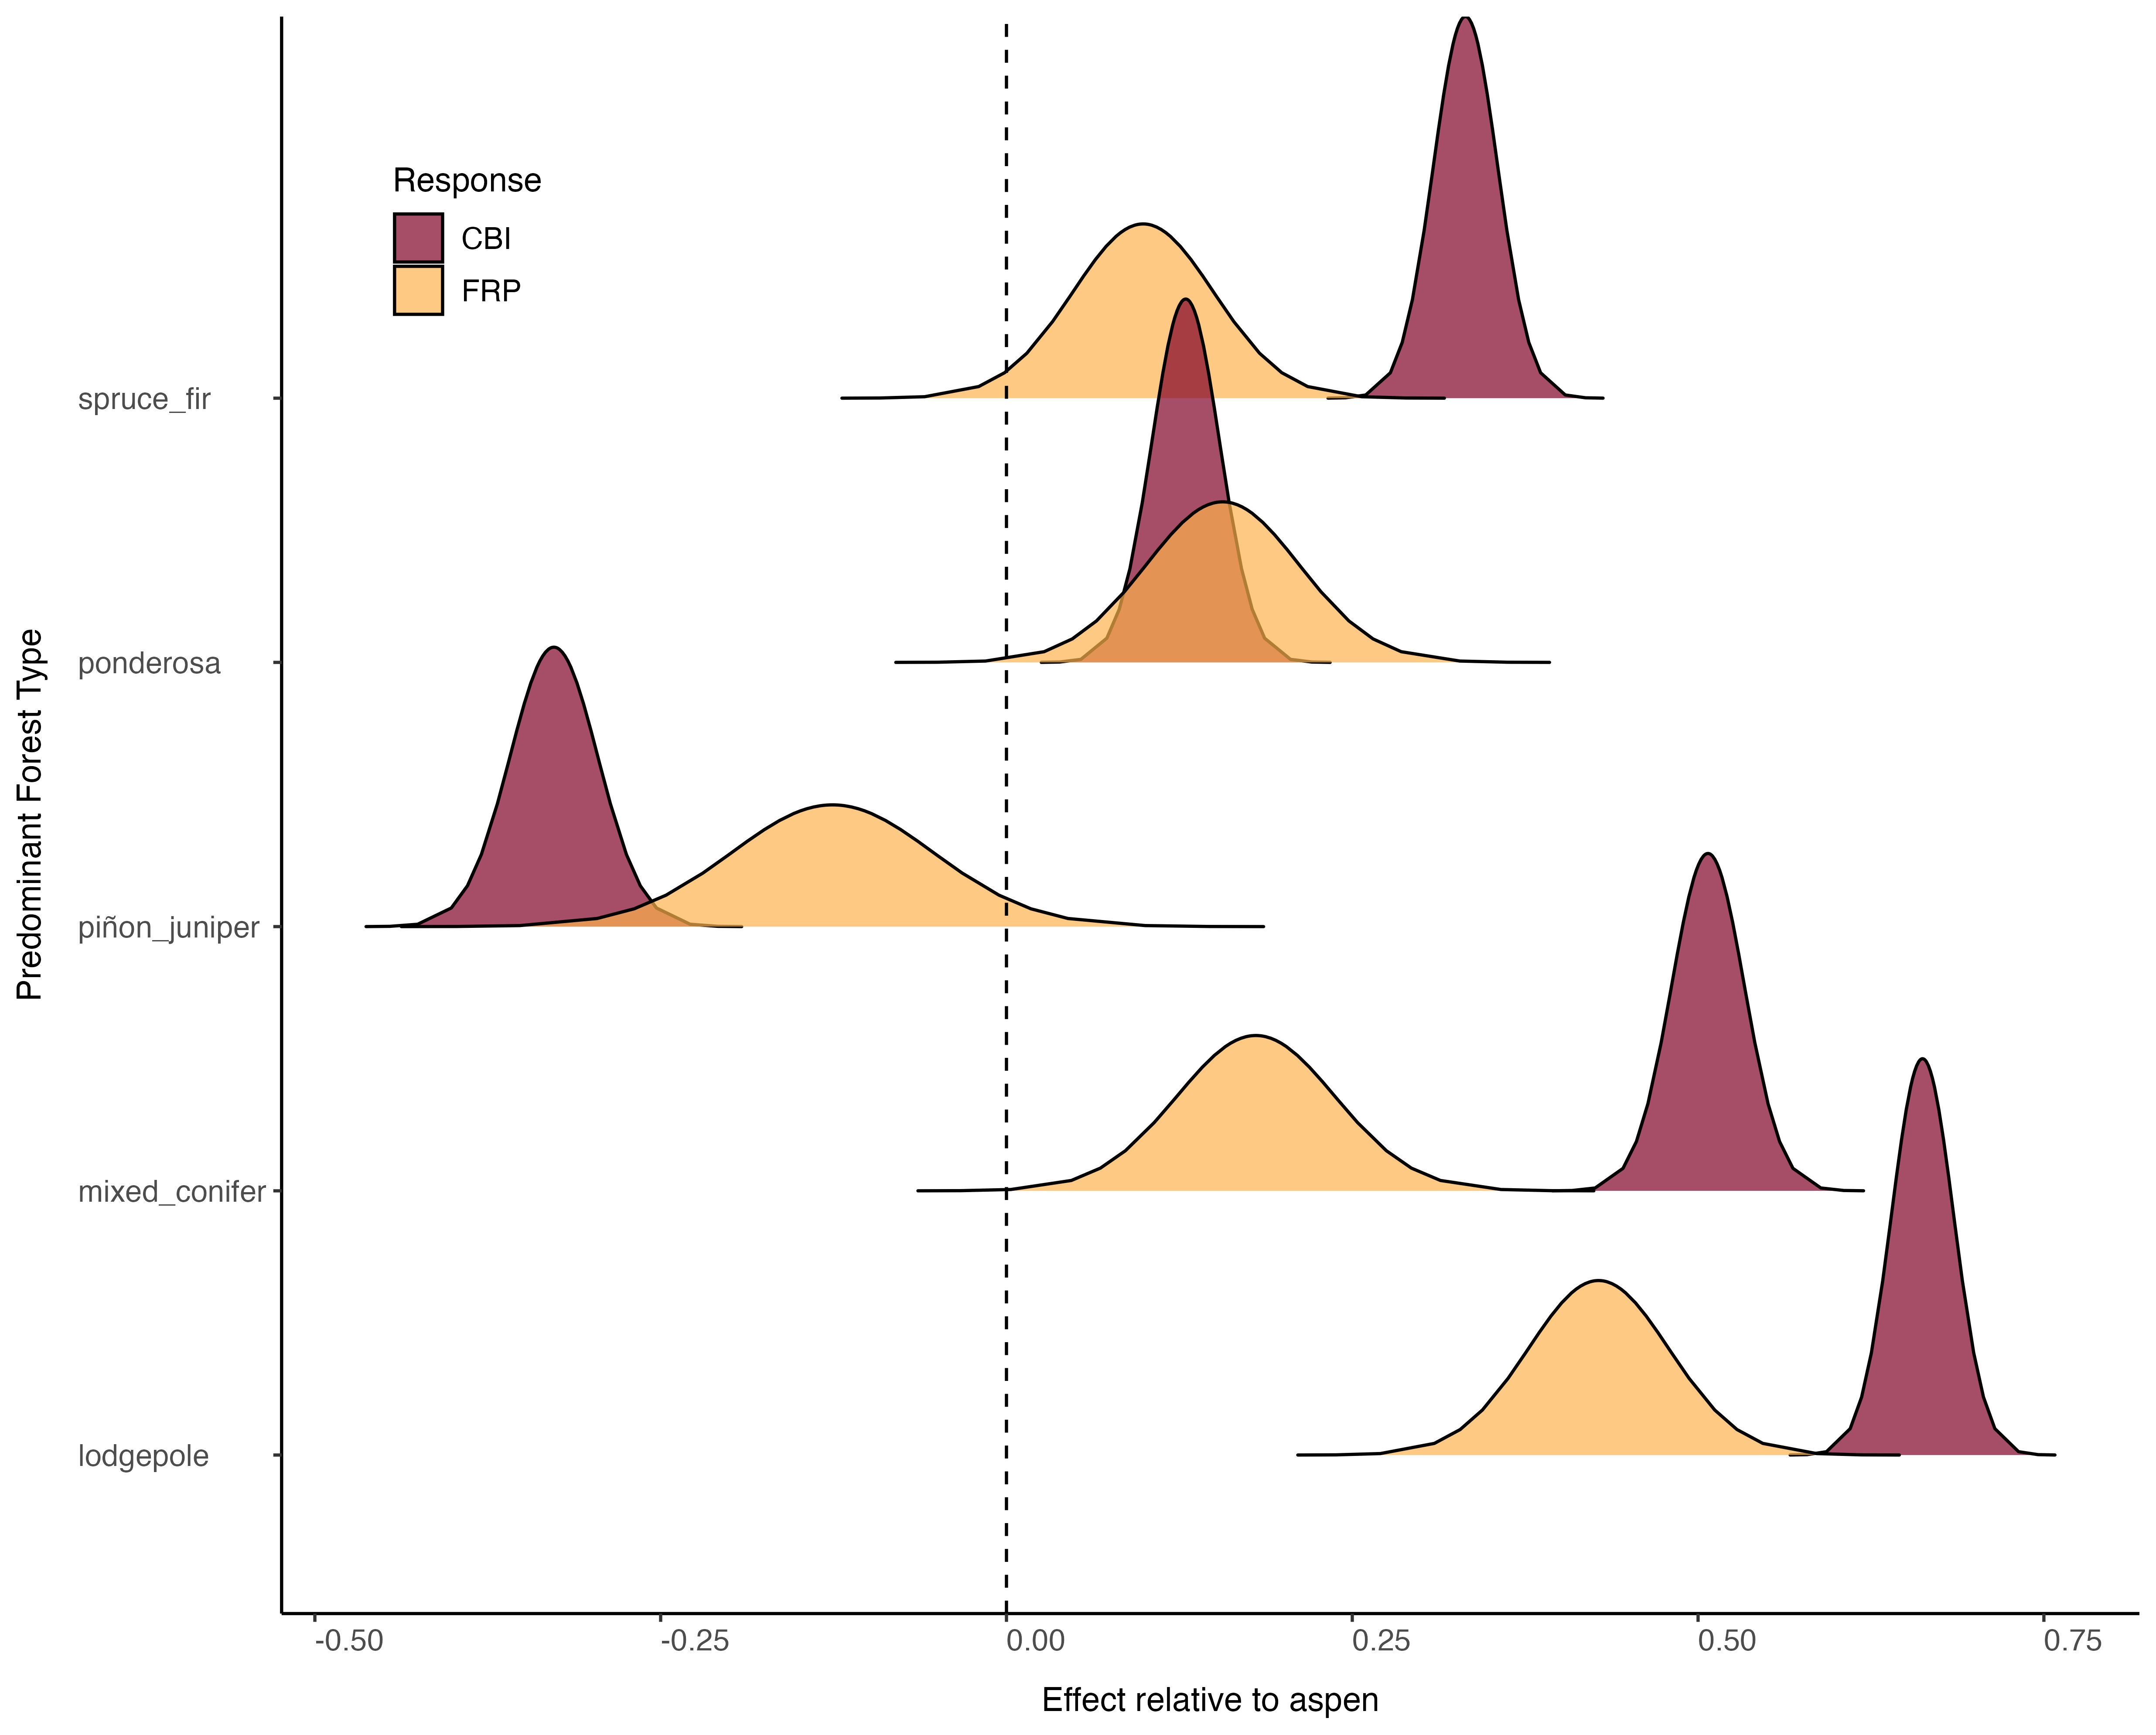 Response
CBI
FRP
spruce_fir
ponderosa
piñon_juniper
mixed_conifer
lodgepole
Predominant Forest Type
-0.50
-0.25
0.00
0.25
0.50
0.75
Effect relative to aspen